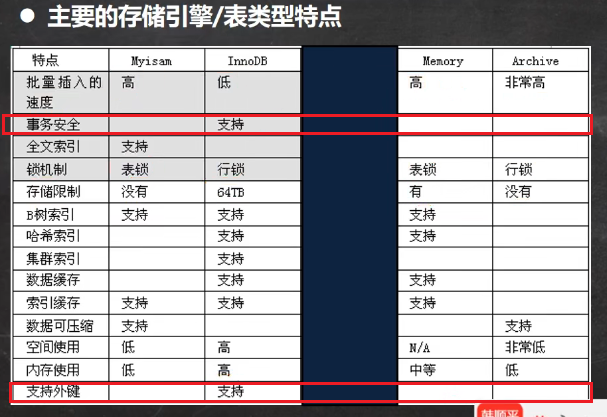 主要的存储引擎/表类型特点
特点 Myisam InnoDB Memory Archive
批量插入的 高 低 高 非常高
速度
事务安全 支持
全文索引 支持
锁机制 表锁 行锁 表锁 行锁
存储限制 没有 64TB 有 没有
B树索引 支持 支持 支持
哈希索引 支持 支持
集群索引 支持
数据缓存 支持 支持
索引缓存 支持 支持 支持
数据可压缩 支持 支持
空间使用 低 高 N/A 非常低
内存使用 低 高 中等 低
支持外键 支持
韩顺平